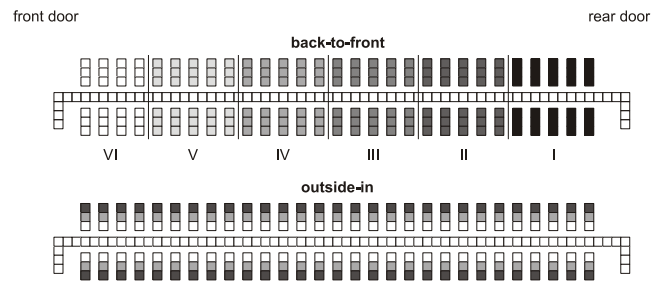 front door rear door
back-to-front
VI V IV III II I
outside-in